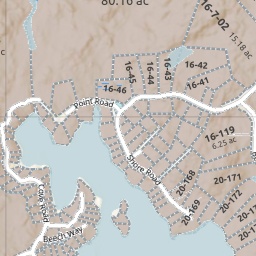 80.16 ac
16-7-02
15.18 ac
16-45
16-44
16-43
16-42
16-41
16-46
Point Road
16-119
6.25 ac
Shore Road
20-168
20-171
20-172
20-169
Cove Road
Beech Way